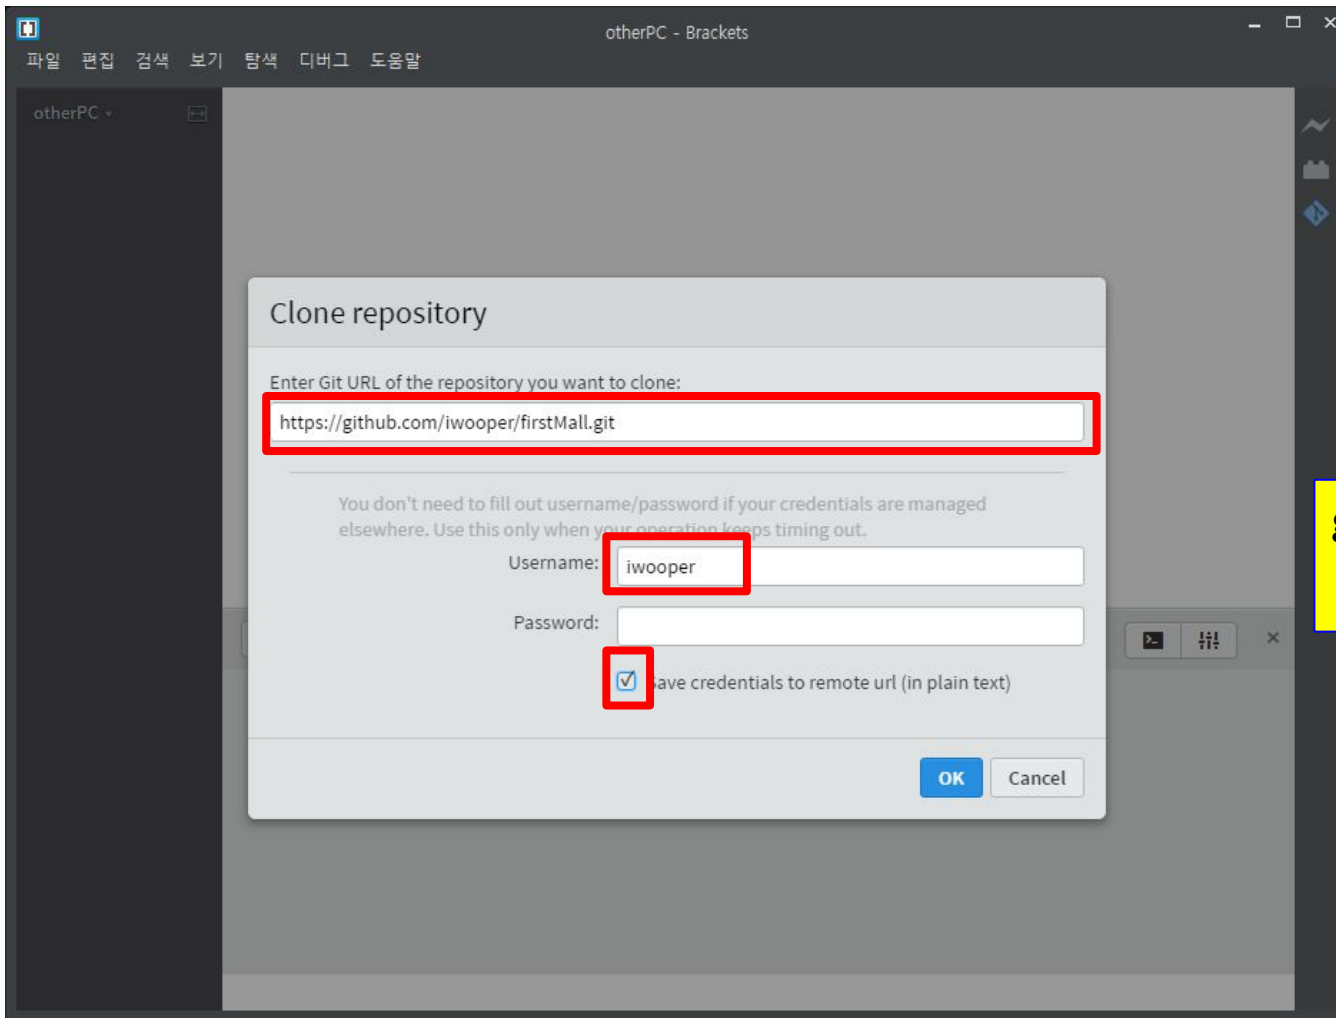 otherPC - Brackets
파일 편집 검색 보기 탐색 디버그 도움말
otherPC
Clone repository
Enter Git URL of the repository you want to clone:
https://github.com/iwooper/firstMall.git
You don't need to fill out username/password if your credentials are managed
elsewhere. Use this only when your operation keeps timing out.
Username: iwooper
Password:
Save credentials to remote url (in plain text)
OK Cancel